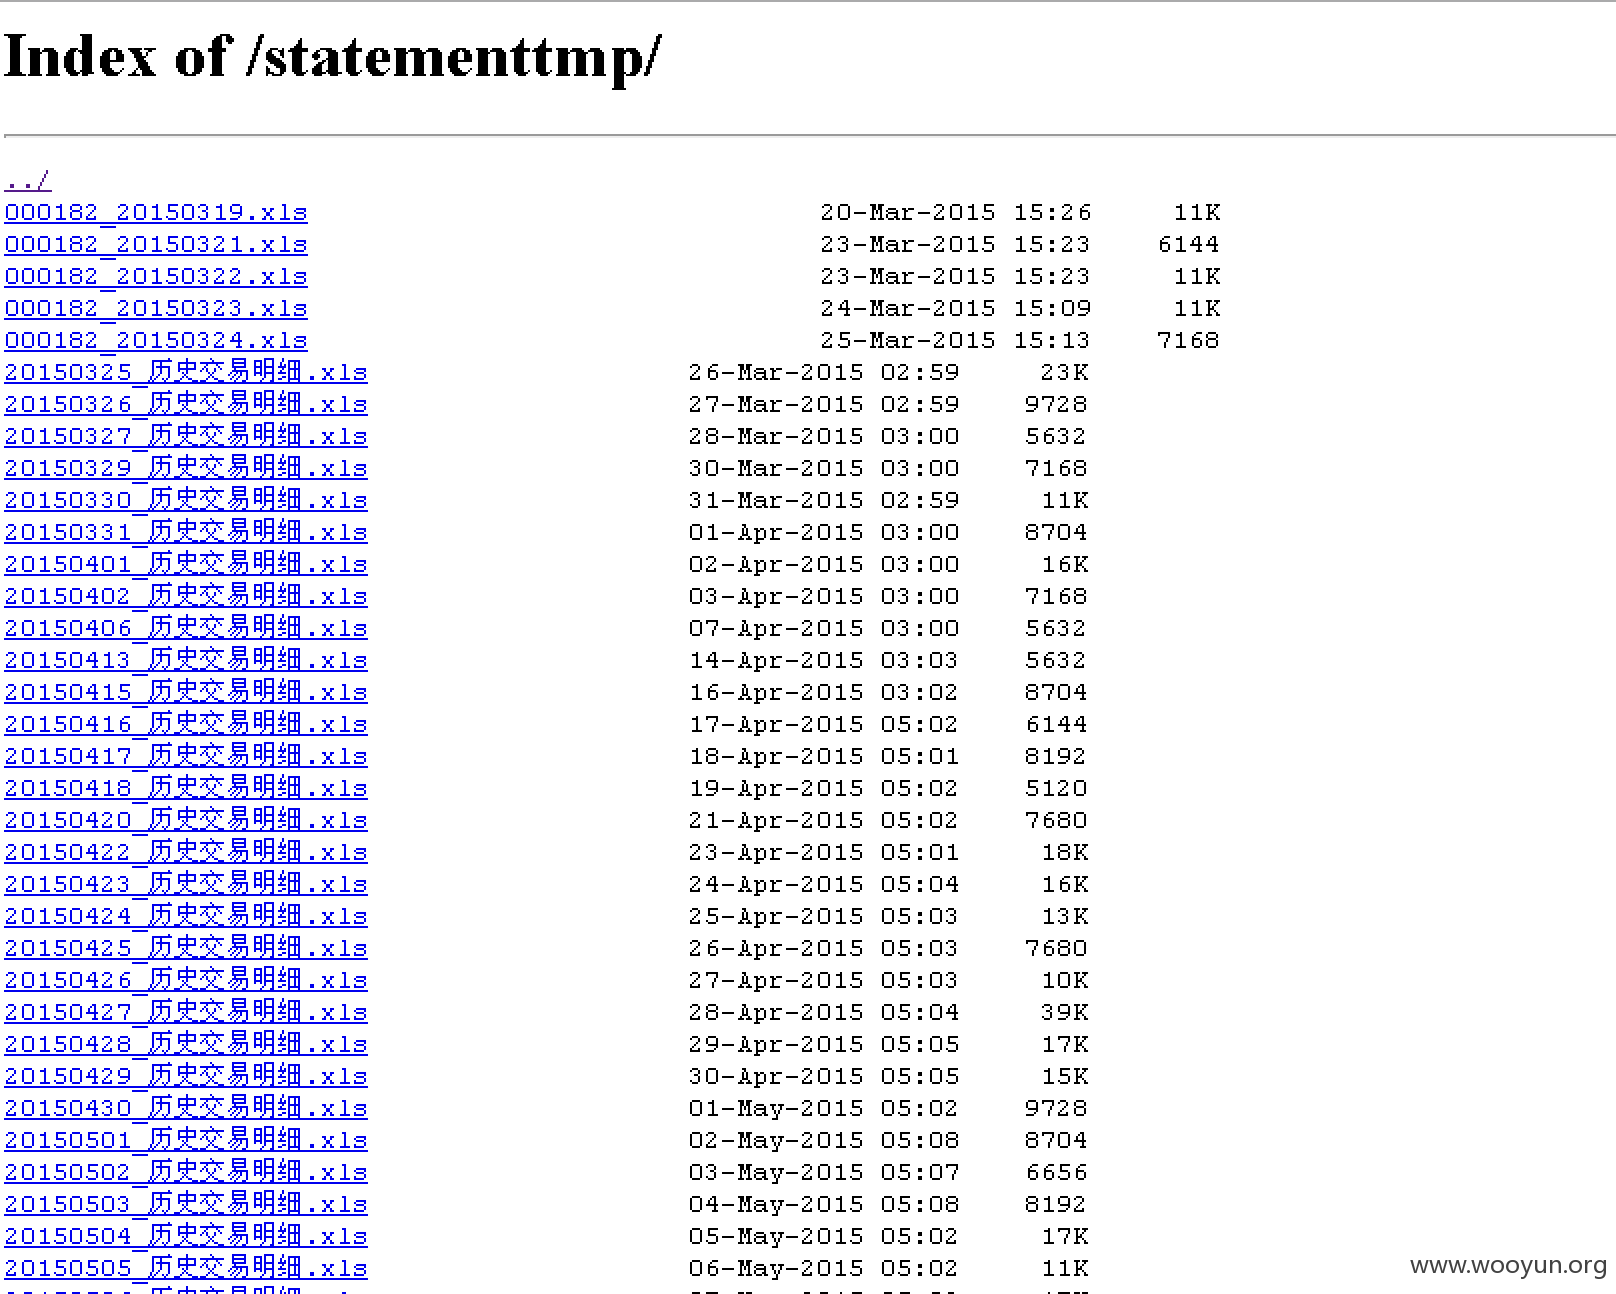 Index of /statementtmp/
../
000182_20150319.xls 20-Mar-2015 15:26 11K
000182_20150321.xls 23-Mar-2015 15:23 6144
000182_20150322.xls 23-Mar-2015 15:23 11K
000182_20150323.xls 24-Mar-2015 15:09 11K
000182_20150324.xls 25-Mar-2015 15:13 7168
20150325_历史交易明细.xls 26-Mar-2015 02:59 23K
20150326_历史交易明细.xls 27-Mar-2015 02:59 9728
20150327_历史交易明细.xls 28-Mar-2015 03:00 5632
20150329_历史交易明细.xls 30-Mar-2015 03:00 7168
20150330_历史交易明细.xls 31-Mar-2015 02:59 11K
20150331_历史交易明细.xls 01-Apr-2015 03:00 8704
20150401_历史交易明细.xls 02-Apr-2015 03:00 16K
20150402_历史交易明细.xls 03-Apr-2015 03:00 7168
20150406_历史交易明细.xls 07-Apr-2015 03:00 5632
20150413_历史交易明细.xls 14-Apr-2015 03:03 5632
20150415_历史交易明细.xls 16-Apr-2015 03:02 8704
20150416_历史交易明细.xls 17-Apr-2015 05:02 6144
20150417_历史交易明细.xls 18-Apr-2015 05:01 8192
20150418_历史交易明细.xls 19-Apr-2015 05:02 5120
20150420_历史交易明细.xls 21-Apr-2015 05:02 7680
20150422_历史交易明细.xls 23-Apr-2015 05:01 18K
20150423_历史交易明细.xls 24-Apr-2015 05:04 16K
20150424_历史交易明细.xls 25-Apr-2015 05:03 13K
20150425_历史交易明细.xls 26-Apr-2015 05:03 7680
20150426_历史交易明细.xls 27-Apr-2015 05:03 10K
20150427_历史交易明细.xls 28-Apr-2015 05:04 39K
20150428_历史交易明细.xls 29-Apr-2015 05:05 17K
20150429_历史交易明细.xls 30-Apr-2015 05:05 15K
20150430_历史交易明细.xls 01-May-2015 05:02 9728
20150501_历史交易明细.xls 02-May-2015 05:08 8704
20150502_历史交易明细.xls 03-May-2015 05:07 6656
20150503_历史交易明细.xls 04-May-2015 05:08 8192
20150504_历史交易明细.xls 05-May-2015 05:02 17K
20150505_历史交易明细.xls 06-May-2015 05:02 11K
www.wooyun.org